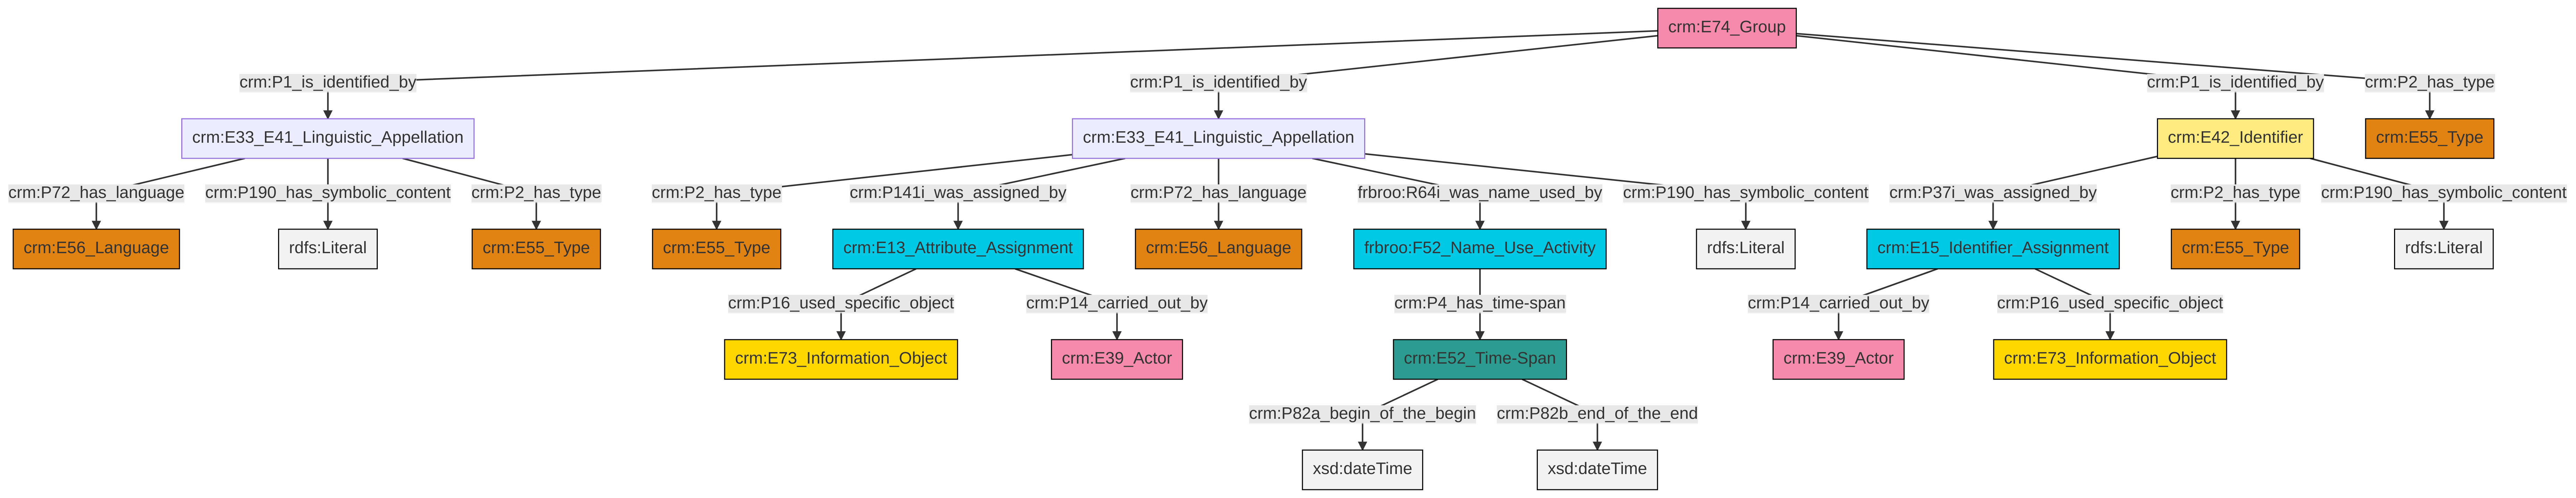 crm:E74_Group
crm:P1_is_identified_by
crm:P1_is_identified_by
crm:P1_is_identified_by
crm:P2_has_type
crm:E33_E41_Linguistic_Appellation
crm:E33_E41_Linguistic_Appellation
crm:E42_Identifier
crm:E55_Type
crm:P72_has_language
crm:P190_has_symbolic_content
crm:P2_has_type
crm:P2_has_type
crm:P141i_was_assigned_by
crm:P72_has_language
frbroo:R64i_was_name_used_by
crm:P190_has_symbolic_content
crm:P37i_was_assigned_by
crm:P2_has_type
crm:P190_has_symbolic_content
crm:E56_Language
rdfs:Literal
crm:E55_Type
crm:E55_Type
crm:E13_Attribute_Assignment
crm:E56_Language
frbroo:F52_Name_Use_Activity
rdfs:Literal
crm:E15_Identifier_Assignment
crm:E55_Type
rdfs:Literal
crm:P16_used_specific_object
crm:P14_carried_out_by
crm:P4_has_time-span
crm:P14_carried_out_by
crm:P16_used_specific_object
crm:E73_Information_Object
crm:E39_Actor
crm:E52_Time-Span
crm:E39_Actor
crm:E73_Information_Object
crm:P82a_begin_of_the_begin
crm:P82b_end_of_the_end
xsd:dateTime
xsd:dateTime